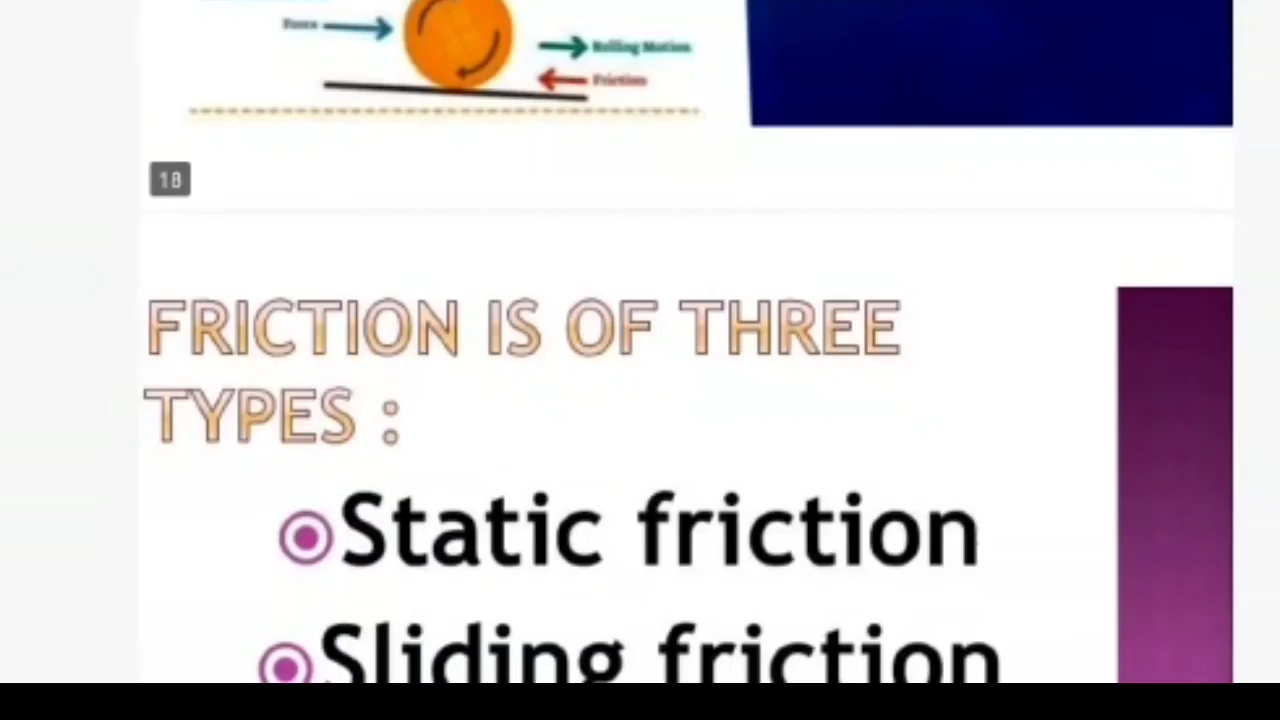 Force
Rolling Motion
Friction
18
FRICTION IS OF THREE
TYPES :
Static friction
Sliding friction